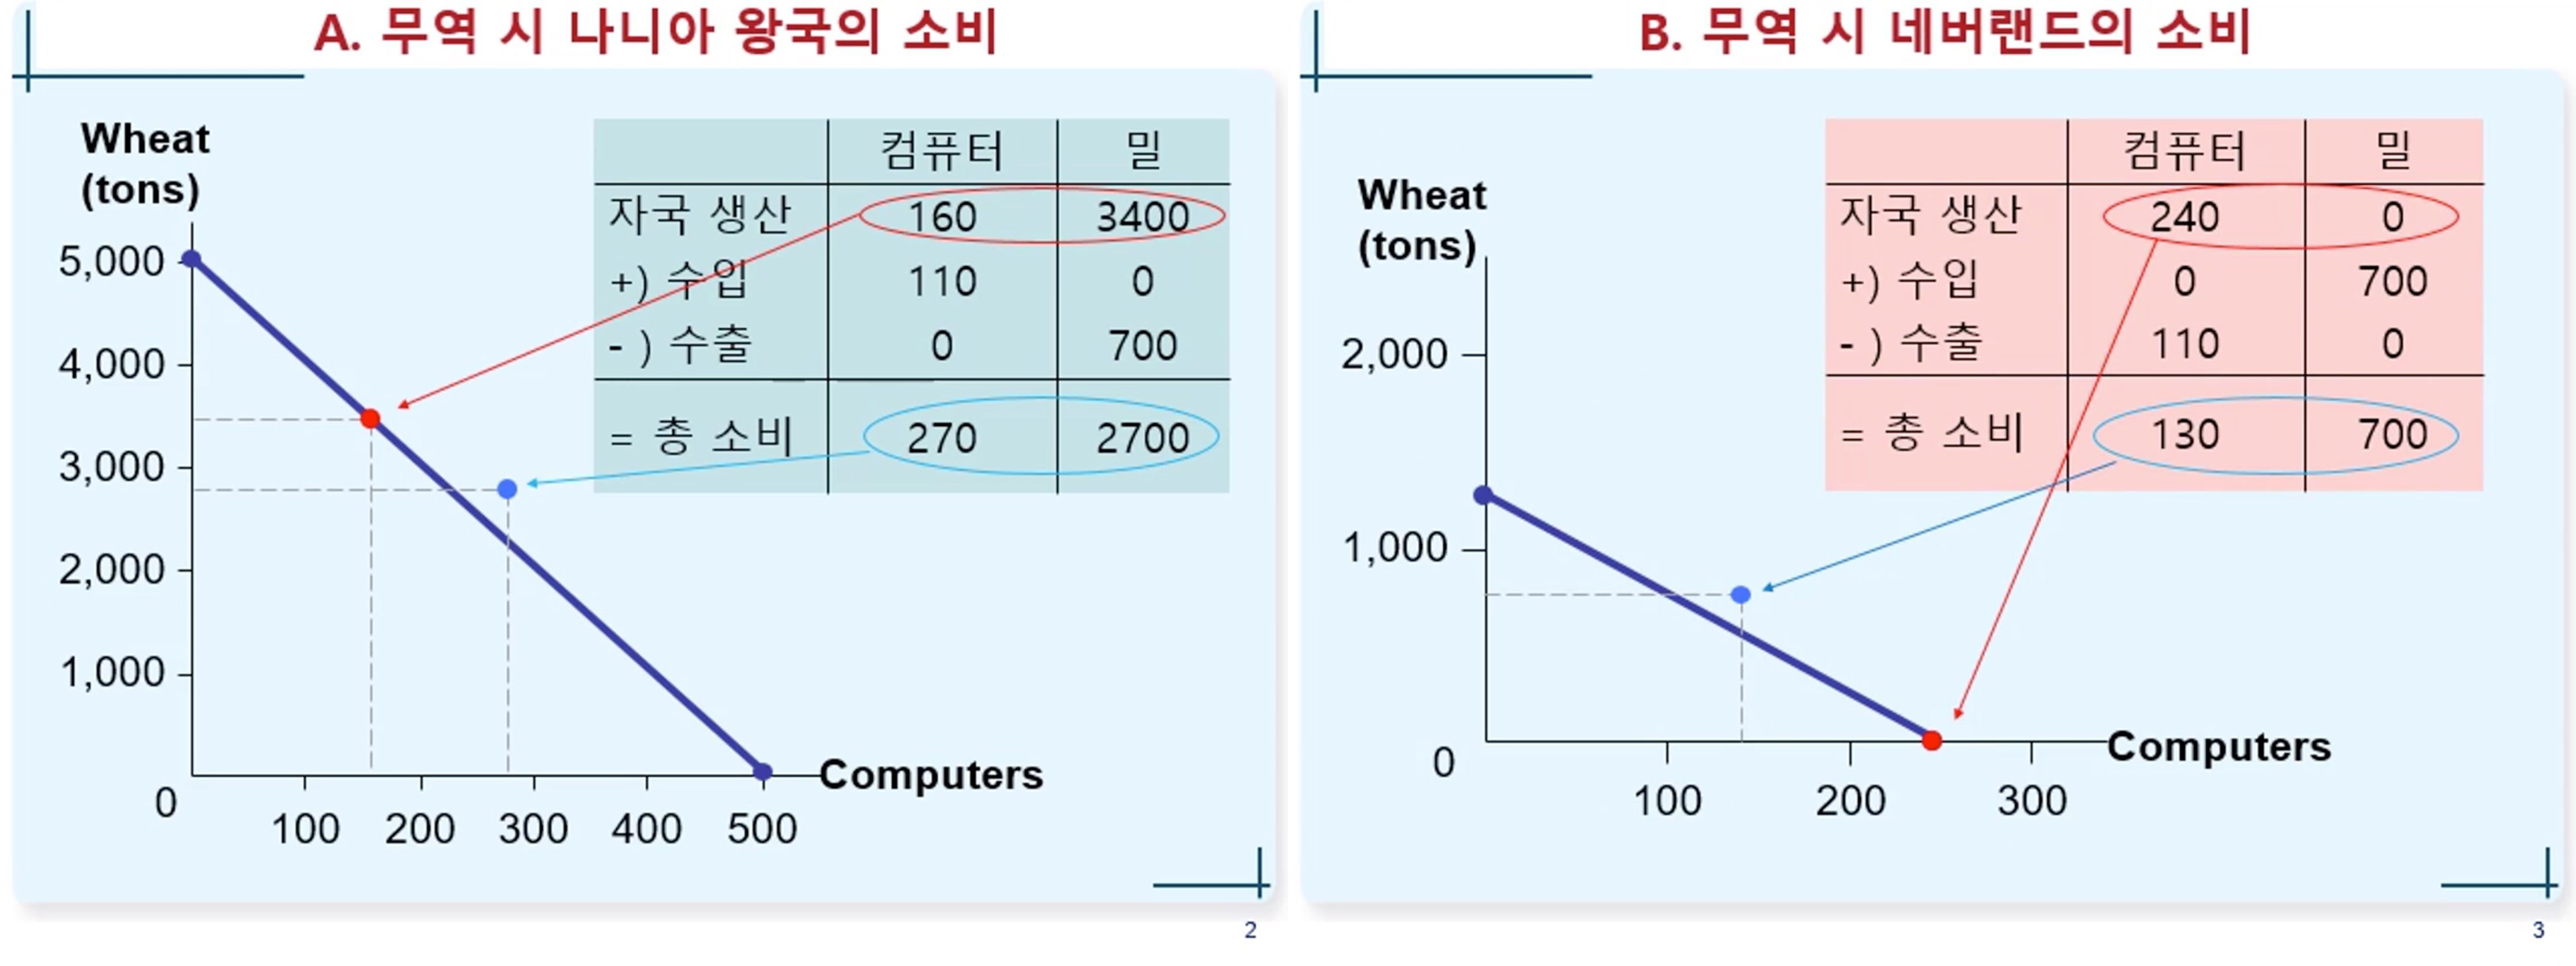 A. 무역 시 나니아 왕국의 소비
Wheat
(tons)
5,000
4,000
3,000
2,000
1,000
0
100 200 300 400 500
Computers
컴퓨터 밀
자국 생산 160 3400
+) 수입 110 0
- ) 수출 0 700
= 총 소비 270 2700
2
B. 무역 시 네버랜드의 소비
Wheat
(tons)
2,000
1,000
0
100 200 300
Computers
컴퓨터 밀
자국 생산 240 0
+) 수입 0 700
- ) 수출 110 0
= 총 소비 130 700
3